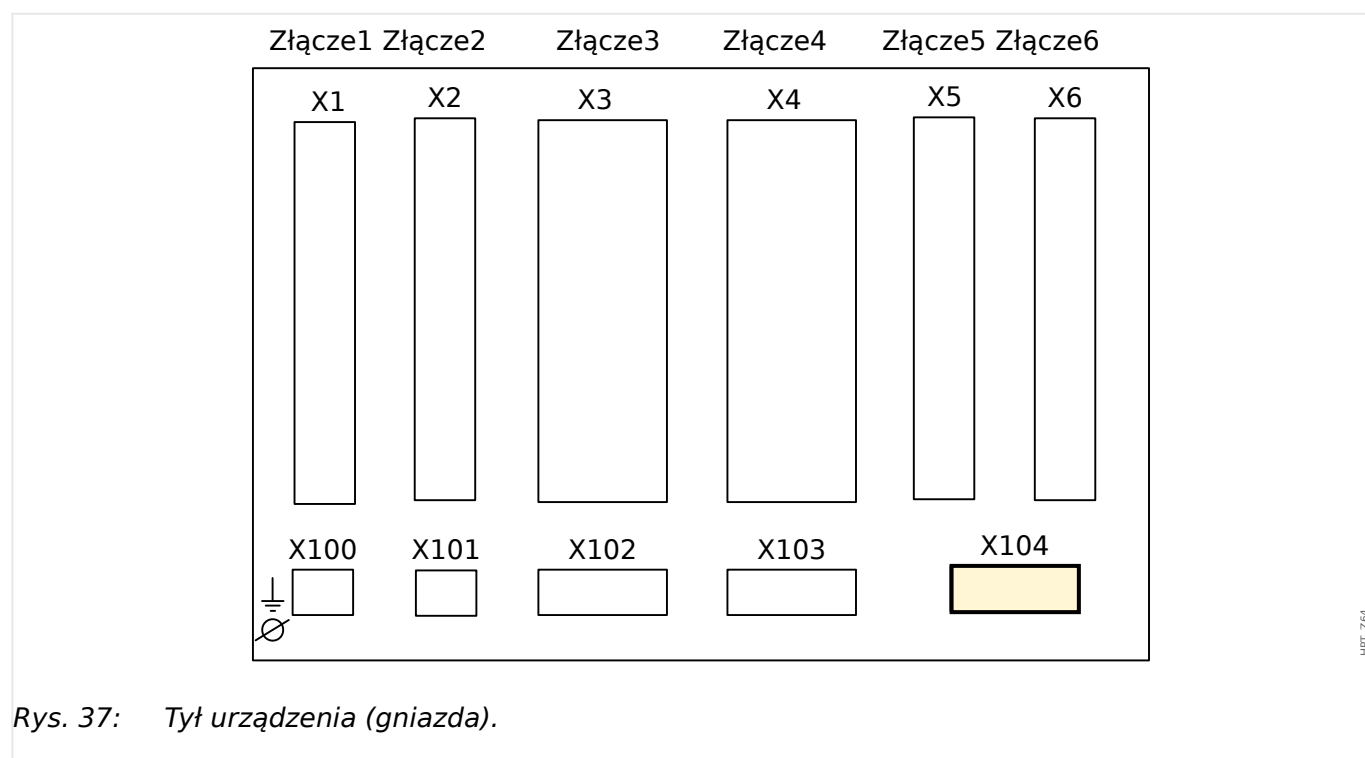 Złącze1 Złącze2 Złącze3 Złącze4 Złącze5 Złącze6
X1 X2 X3 X4 X5 X6
X100 X101 X102 X103 X104
Rys. 37: Tył urządzenia (gniazda).